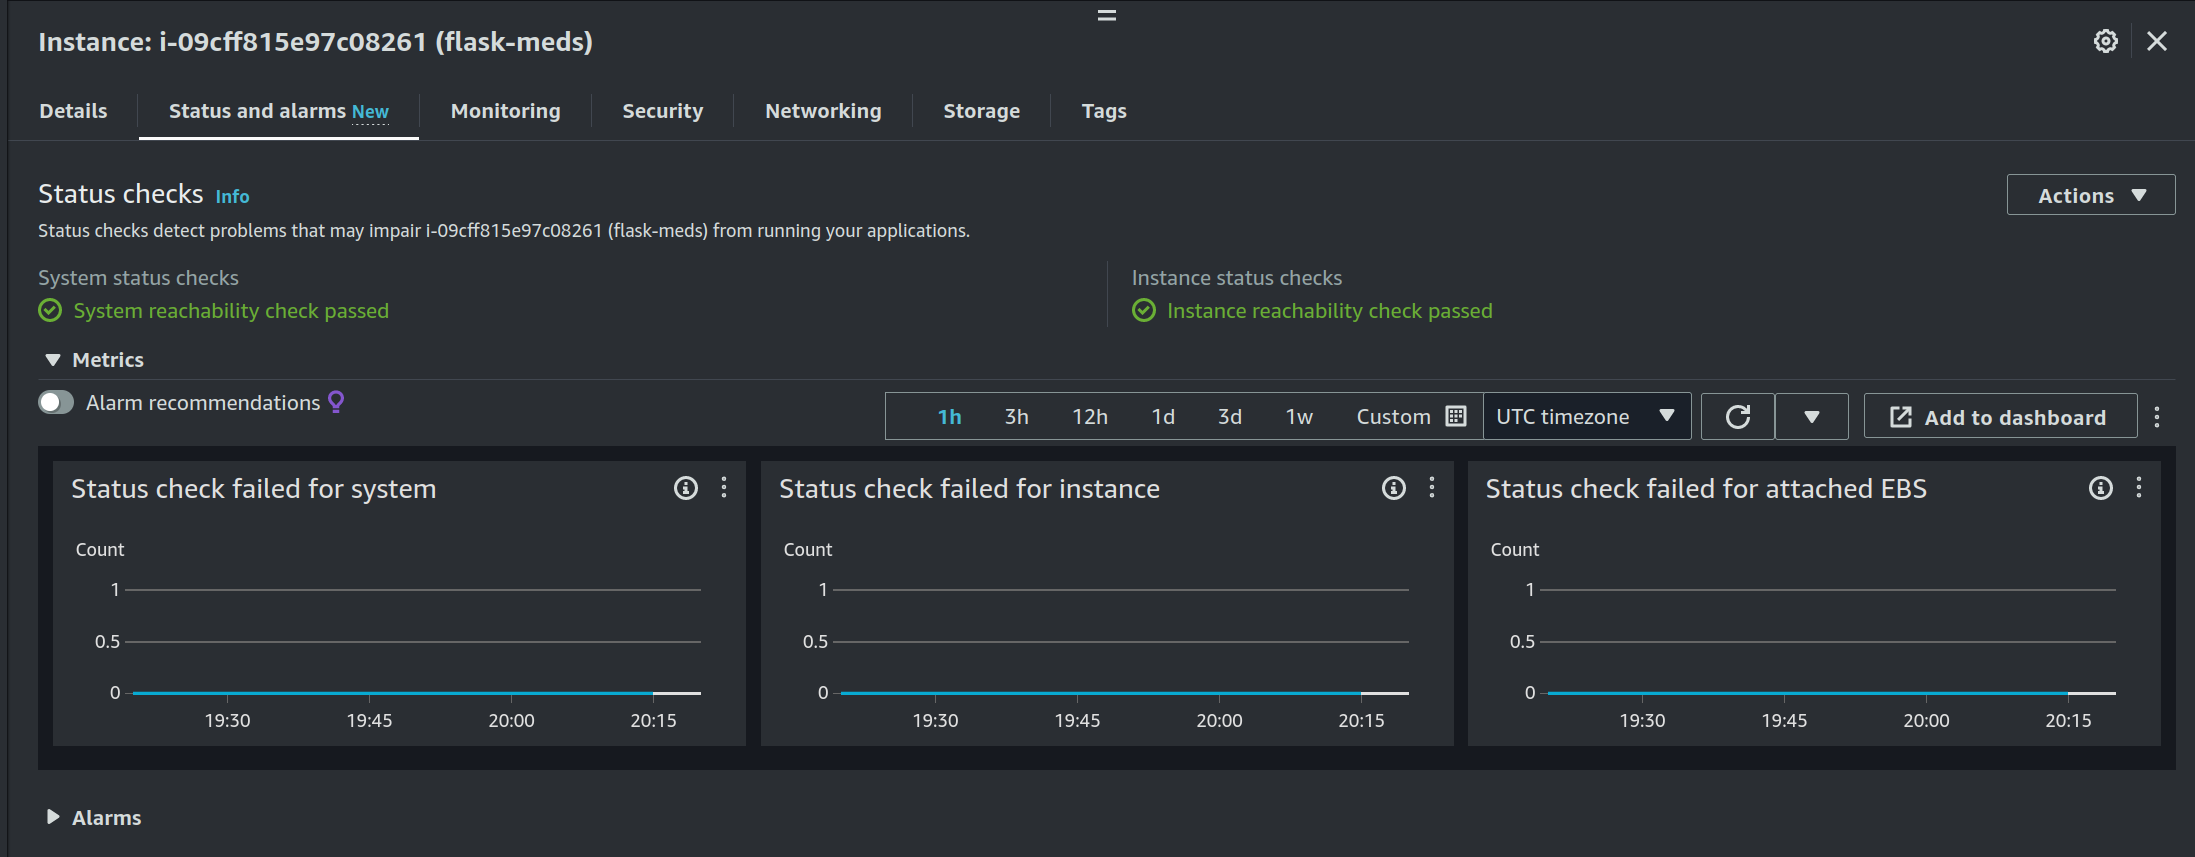 Instance: i-09cff815e97c08261 (flask-meds)
Details
Status and alarms New
Monitoring
Security
Networking
Storage
Tags
Status checks Info
Actions
Status checks detect problems that may impair i-09cff815e97c08261 (flask-meds) from running your applications.
System status checks
System reachability check passed
Instance status checks
Instance reachability check passed
Metrics
Alarm recommendations
1h 3h 12h 1d 3d 1w Custom
UTC timezone
Add to dashboard
Status check failed for system
Count
1
0.5
0
19:30 19:45 20:00 20:15
Status check failed for instance
Count
1
0.5
0
19:30 19:45 20:00 20:15
Status check failed for attached EBS
Count
1
0.5
0
19:30 19:45 20:00 20:15
Alarms